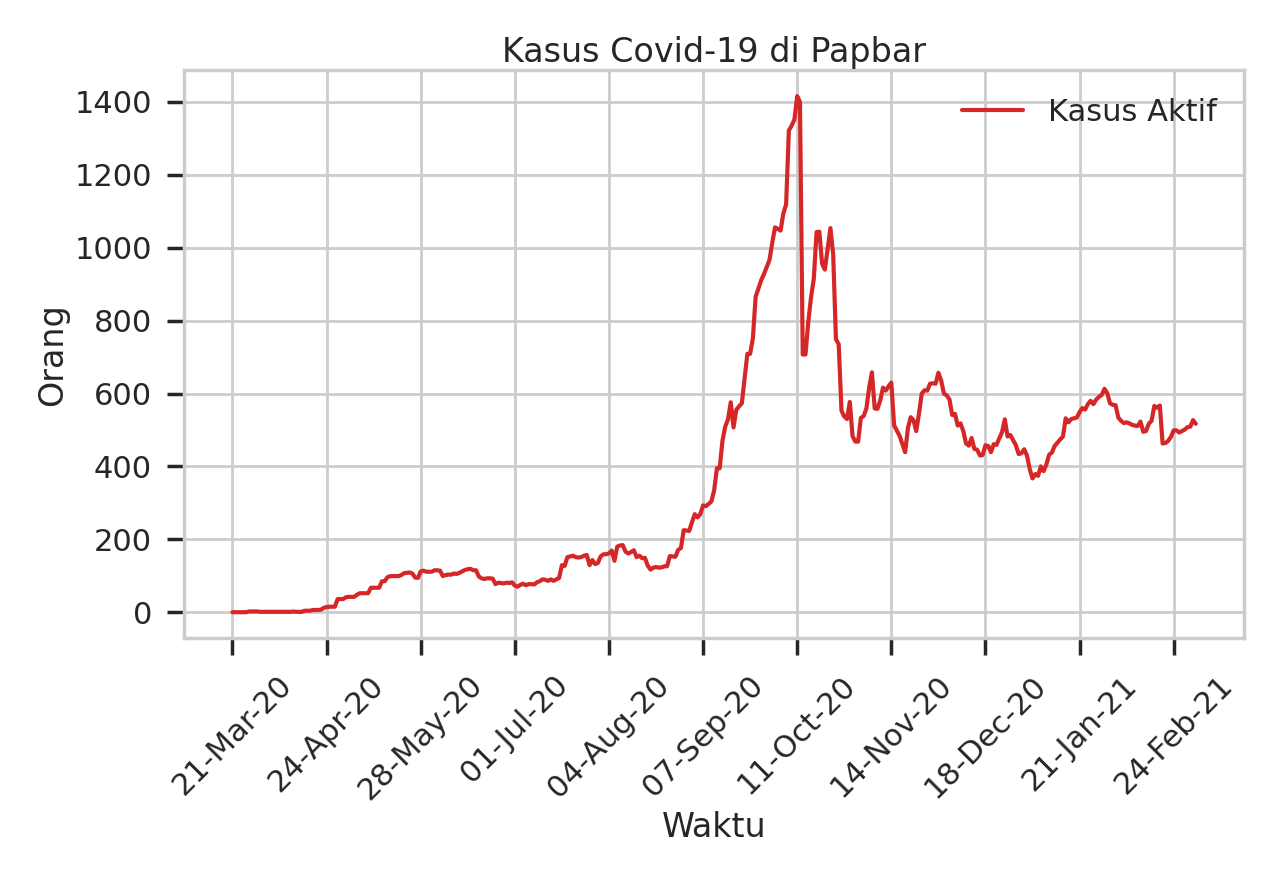 Kasus Covid-19 di Papbar
Kasus Aktif
1400
1200
1000
800
600
400
200
0
Orang
21-Mar-20
24-Apr-20
28-May-20
01-Jul-20
04-Aug-20
07-Sep-20
11-Oct-20
14-Nov-20
18-Dec-20
21-Jan-21
24-Feb-21
Waktu